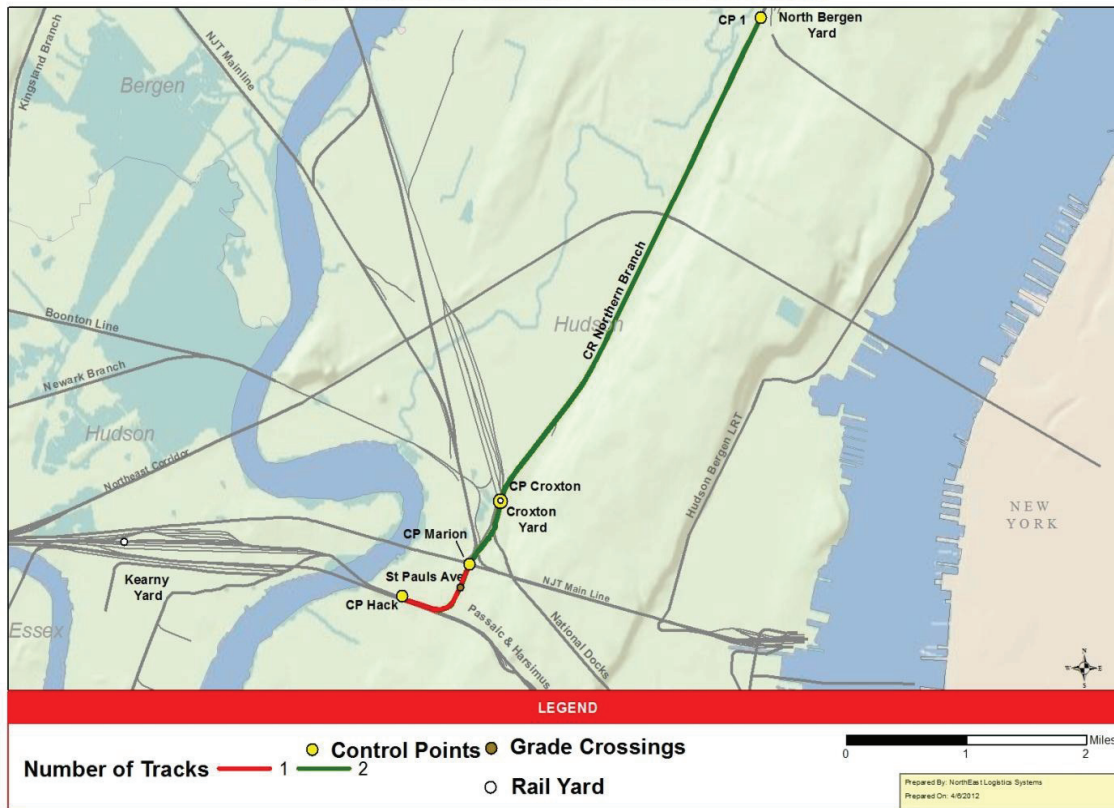 CP 1
North Bergen
Yard
Kingsland Branch
NJT Mainline
Bergen
CR Northern Branch
Hudson
Boonton Line
Newark Branch
Hudson
Northeast Corridor
Hudson Bergen LRT
CP Croxton
Croxton
Yard
NEW
YORK
CP Marion
St Pauls Ave
NJT Main Line
Kearny
Yard
CP Hack
Passaic & Harsimus
National Docks
Essex
N
W
E
S
LEGEND
Control Points
Grade Crossings
Miles
Number of Tracks
1
2
0
1
2
Rail Yard
Prepared By: NorthEast Logistics Systems
Prepared On: 4/6/2012